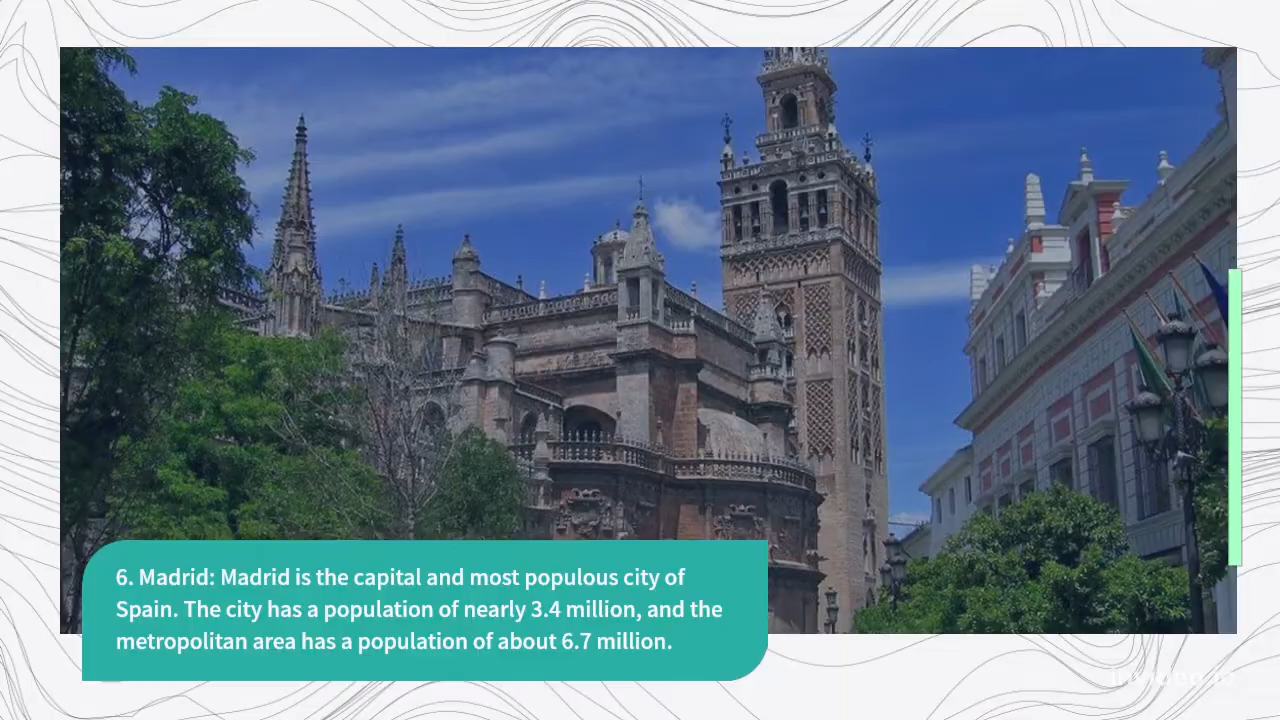 6. Madrid: Madrid is the capital and most populous city of
Spain. The city has a population of nearly 3.4 million, and the
metropolitan area has a population of about 6.7 million.